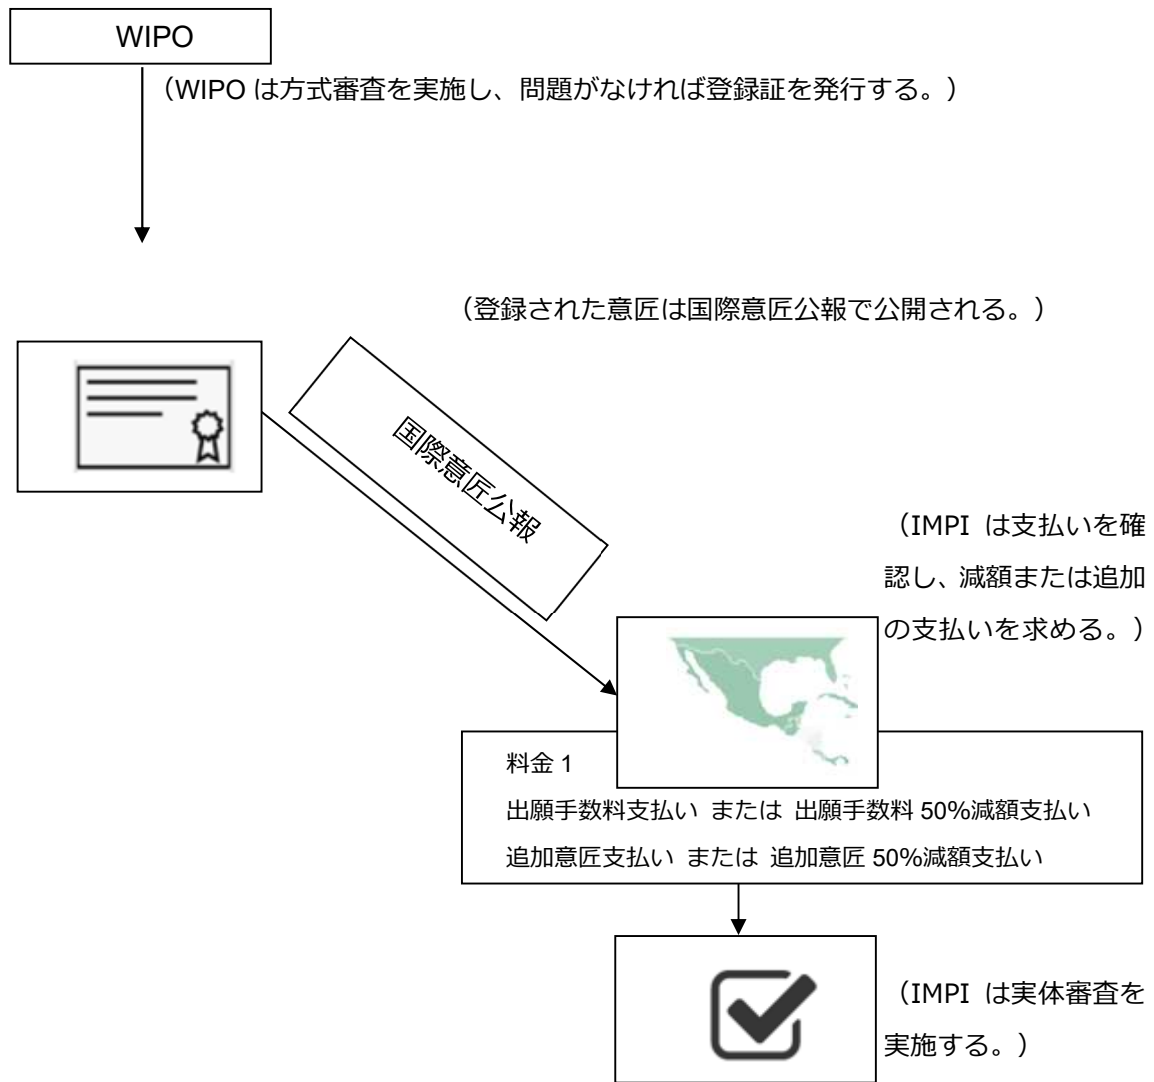 WIPO
（WIPO は方式審査を実施し、問題がなければ登録証を発行する。）
（登録された意匠は国際意匠公報で公開される。）
国際意匠公報
（IMPI は支払いを確
認し、減額または追加
の支払いを求める。）
料金 1
出願手数料支払い または 出願手数料 50%減額支払い
追加意匠支払い または 追加意匠 50%減額支払い
（IMPI は実体審査を
実施する。）